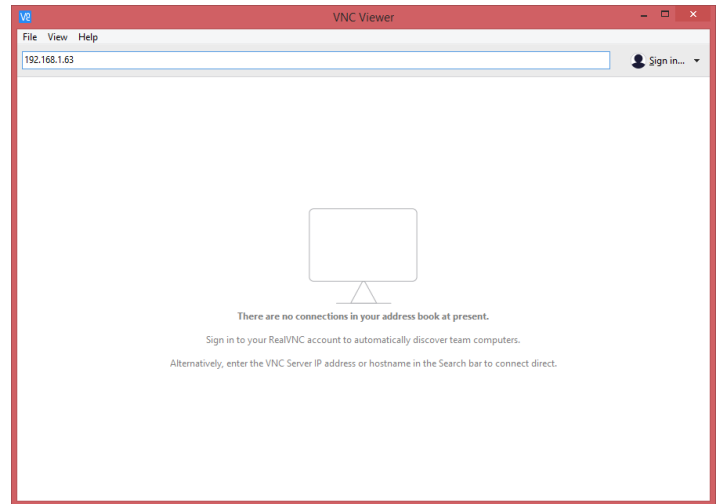 V2 VNC Viewer
File View Help
192.168.1.63 Sign in...
There are no connections in your address book at present.
Sign in to your RealVNC account to automatically discover team computers.
Alternatively, enter the VNC Server IP address or hostname in the Search bar to connect direct.